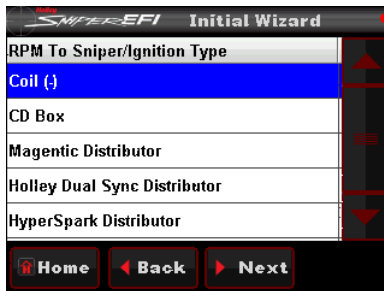 Holley
SNIPER EFI Initial Wizard
RPM To Sniper/Ignition Type
Coil (-)
CD Box
Magentic Distributor
Holley Dual Sync Distributor
HyperSpark Distributor
Home Back Next